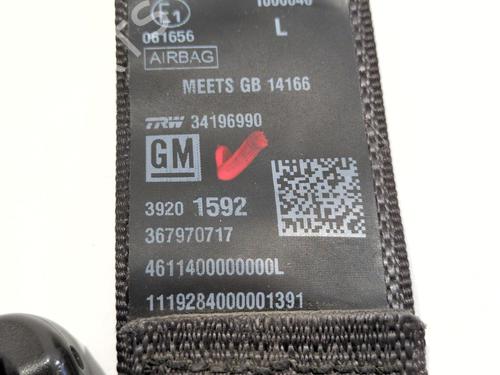 E1
061656
L
AIRBAG
MEETS GB 14166
TRW 34196990
GM
3920 1592
367970717
4611400000000L
1119284000001391